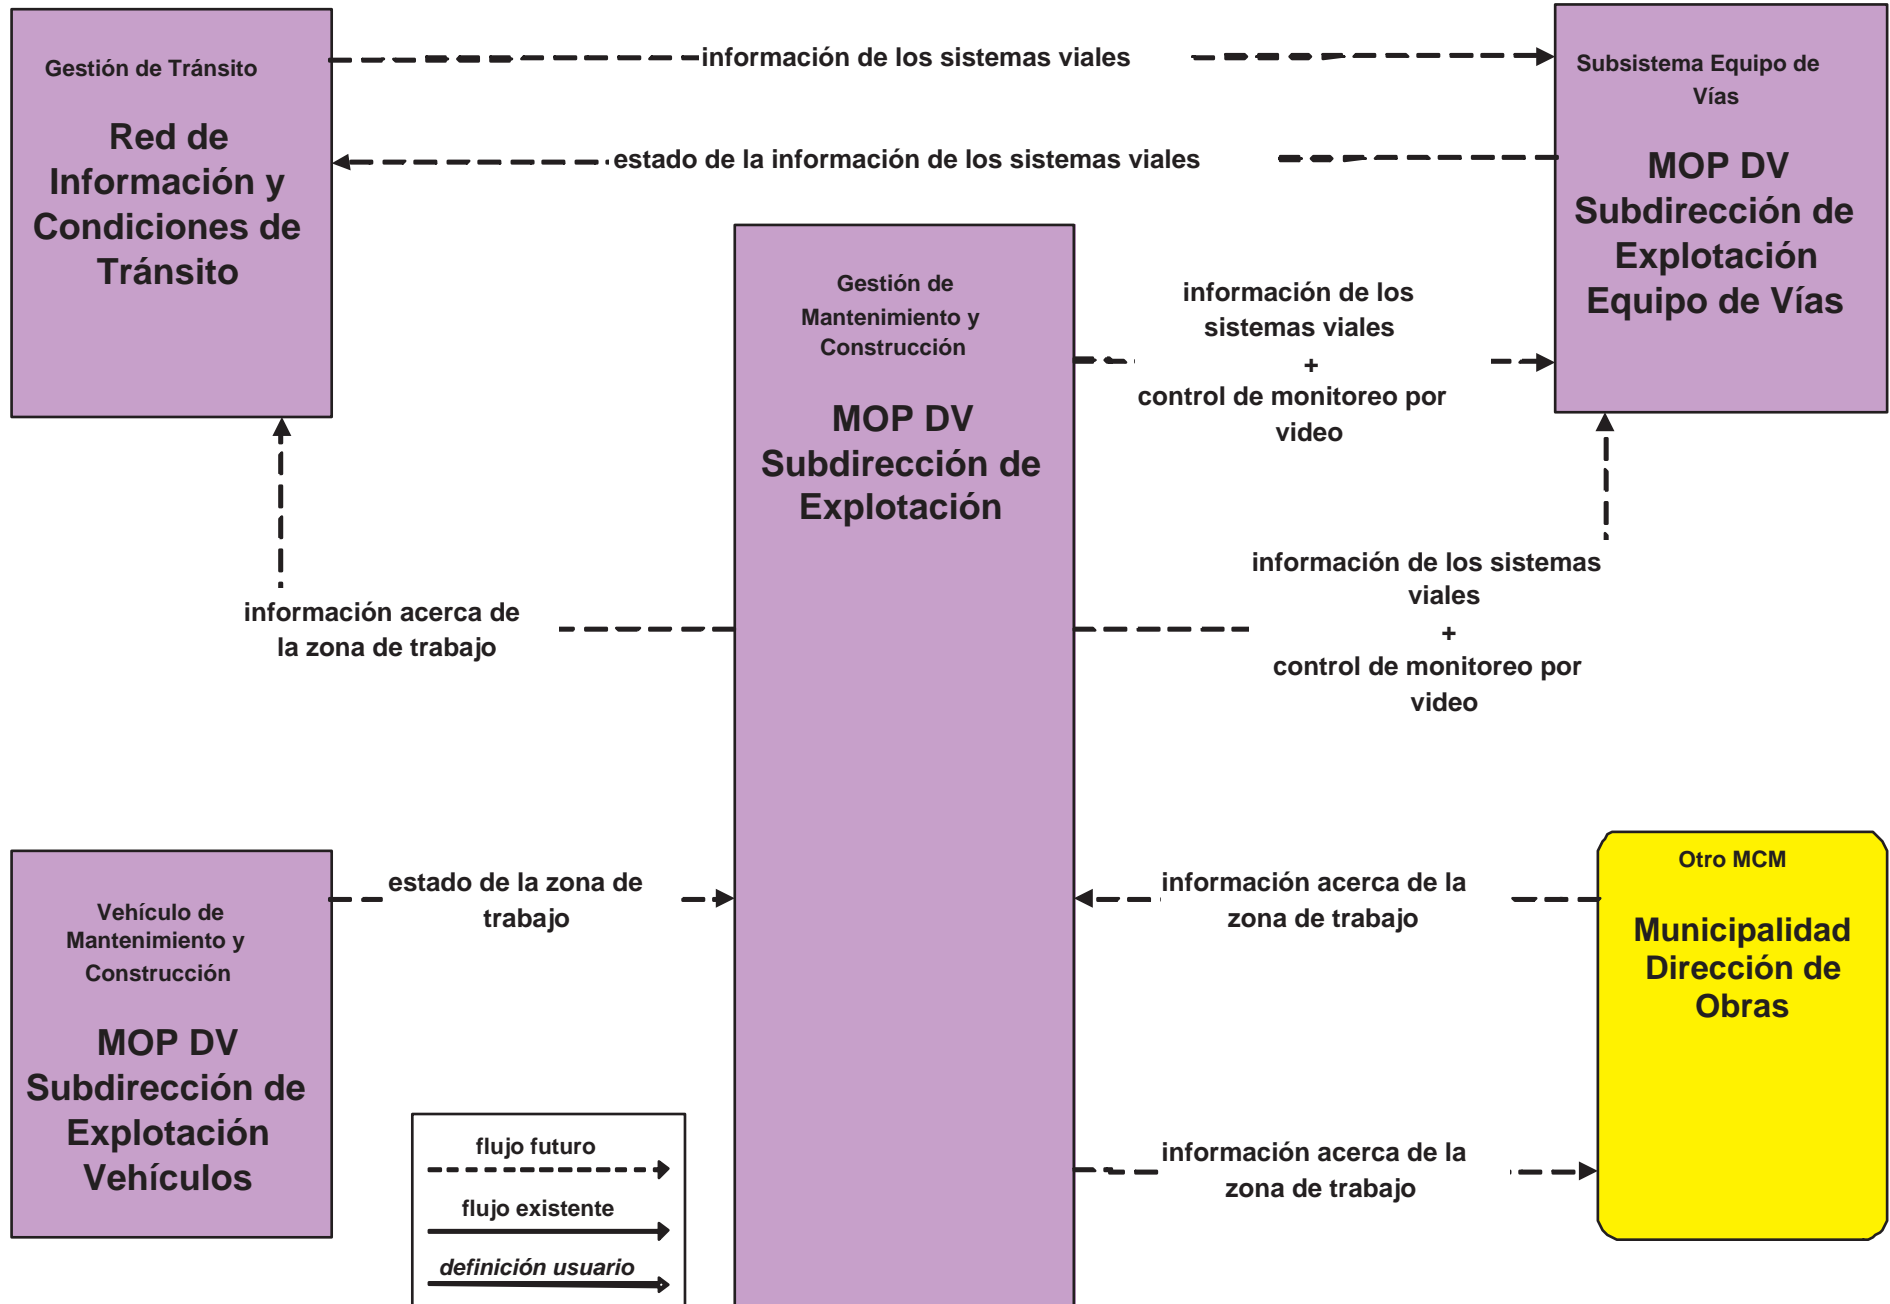 Gestión de Tránsito
Red de
Información y
Condiciones de
Tránsito
información de los sistemas viales
estado de la información de los sistemas viales
Subsistema Equipo de
Vías
MOP DV
Subdirección de
Explotación
Equipo de Vías
Gestión de
Mantenimiento y
Construcción
MOP DV
Subdirección de
Explotación
información de los
sistemas viales
+
control de monitoreo por
video
información de los sistemas
viales
+
control de monitoreo por
video
información acerca de
la zona de trabajo
Vehículo de
Mantenimiento y
Construcción
MOP DV
Subdirección de
Explotación
Vehículos
estado de la zona de
trabajo
información acerca de la
zona de trabajo
Otro MCM
Municipalidad
Dirección de
Obras
información acerca de la
zona de trabajo
flujo futuro
flujo existente
definición usuario